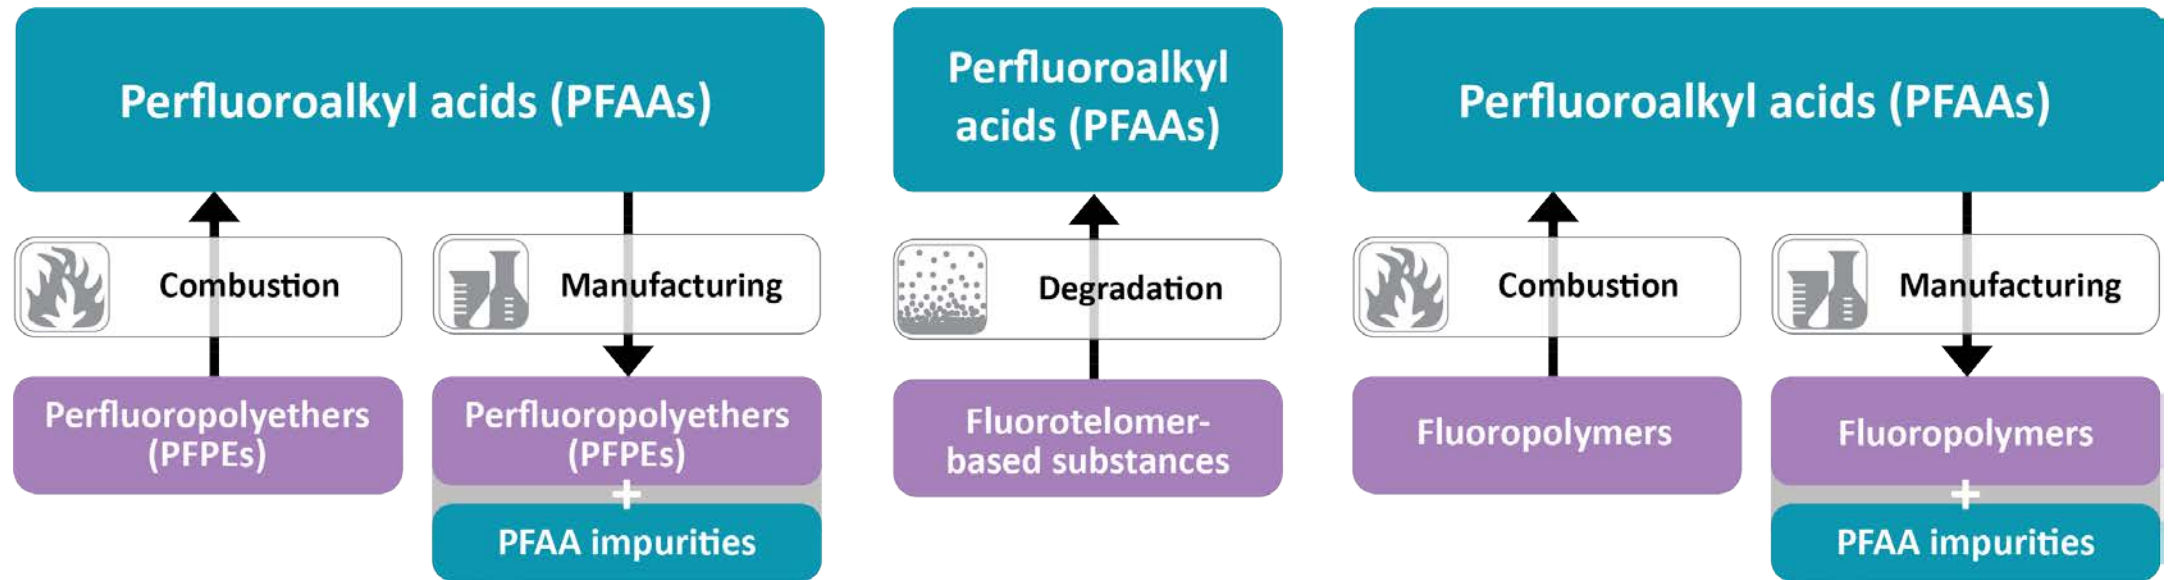 Perfluoroalkyl acids (PFAAs)
Combustion
Manufacturing
Perfluoropolyethers
(PFPEs)
Perfluoropolyethers
(PFPEs)
+
PFAA impurities
Perfluoroalkyl
acids (PFAAs)
Degradation
Fluorotelomer-
based substances
Perfluoroalkyl acids (PFAAs)
Combustion
Manufacturing
Fluoropolymers
Fluoropolymers
+
PFAA impurities